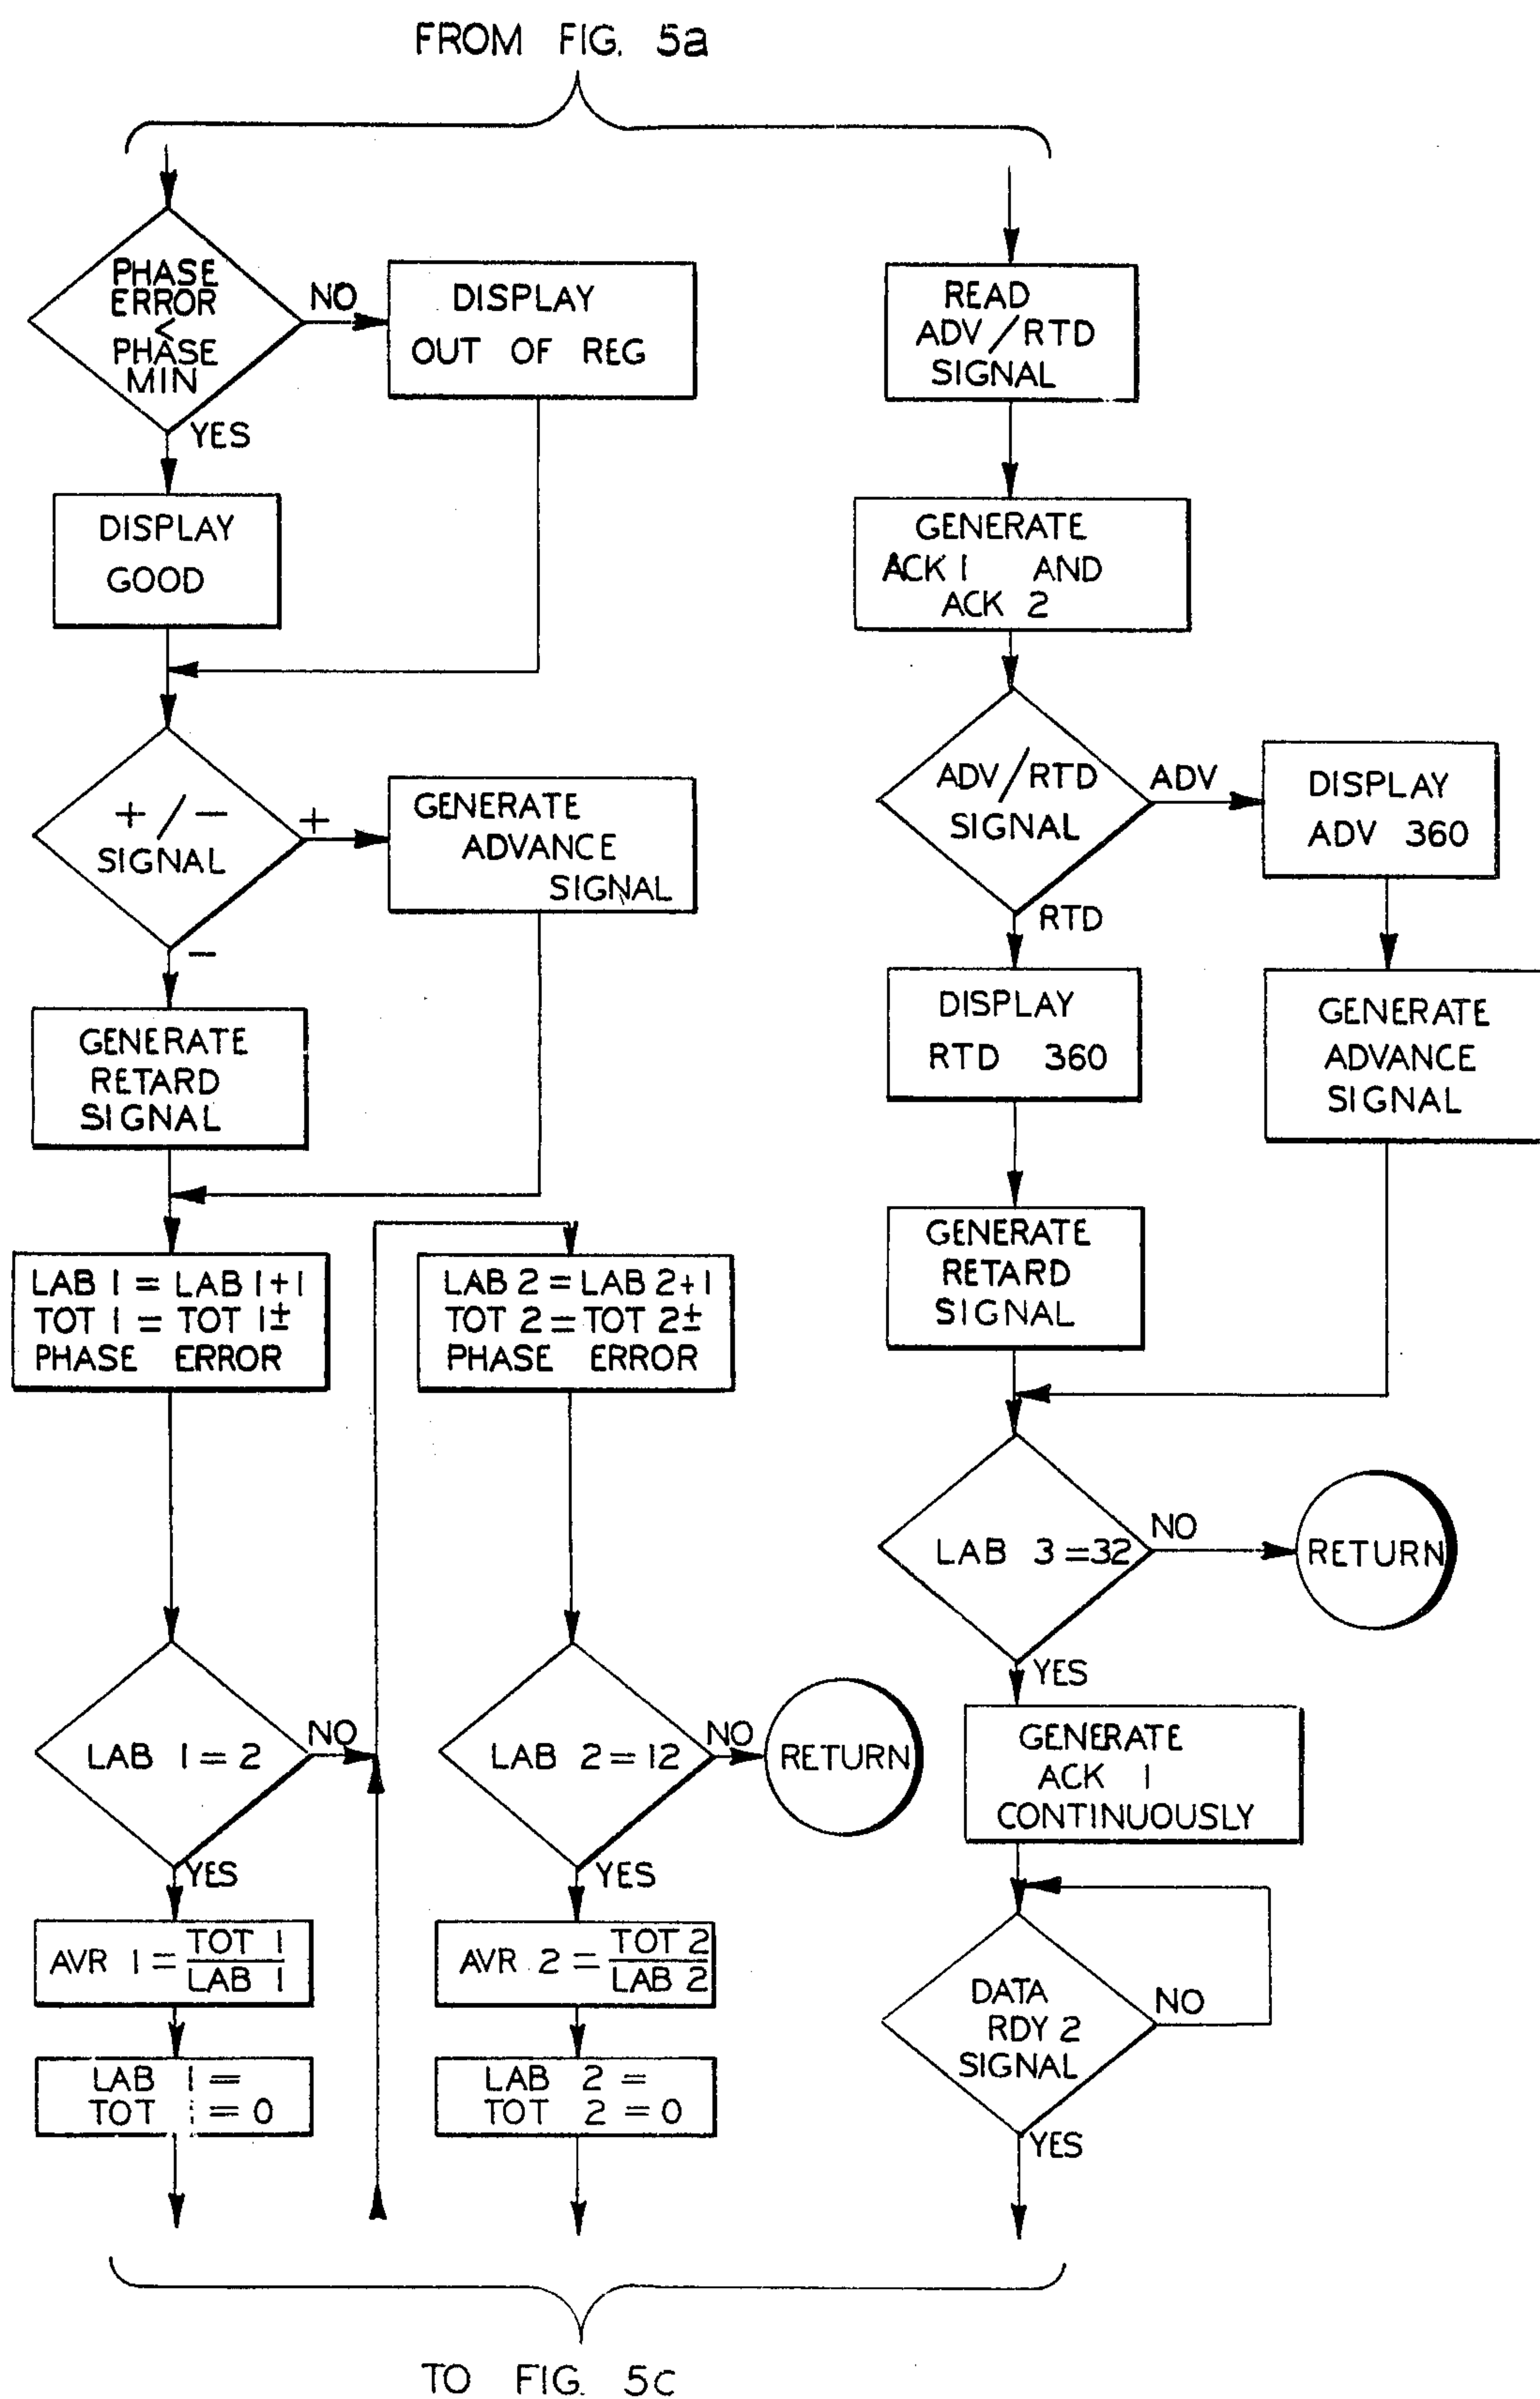 FROM FIG. 5a
PHASE
ERROR
<
PHASE
MIN
NO
YES
DISPLAY
OUT OF REG
DISPLAY
GOOD
+/-
SIGNAL
+
-
GENERATE
ADVANCE
SIGNAL
GENERATE
RETARD
SIGNAL
LAB 1 = LAB 1+1
TOT 1 = TOT 1±
PHASE ERROR
LAB 1 = 2
NO
YES
AVR 1 = TOT 1
LAB 1
LAB 1 =
TOT 1 = 0
LAB 2 = LAB 2+1
TOT 2 = TOT 2±
PHASE ERROR
LAB 2 = 12
NO
RETURN
YES
AVR 2 = TOT 2
LAB 2
LAB 2 =
TOT 2 = 0
READ
ADV/RTD
SIGNAL
GENERATE
ACK 1 AND
ACK 2
ADV/RTD
SIGNAL
ADV
RTD
DISPLAY
ADV 360
GENERATE
ADVANCE
SIGNAL
DISPLAY
RTD 360
GENERATE
RETARD
SIGNAL
LAB 3 = 32
NO
RETURN
YES
GENERATE
ACK 1
CONTINUOUSLY
DATA
RDY 2
SIGNAL
NO
YES
TO FIG. 5c